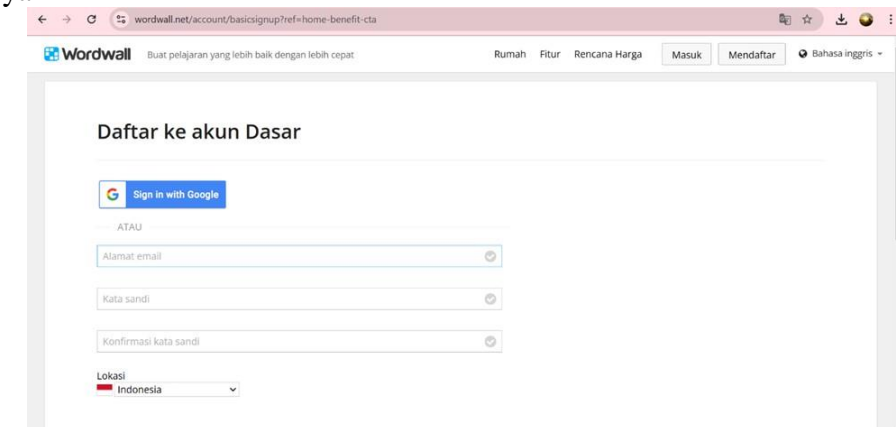 wordwall.net/account/basicsignup?ref=home-benefit-cta
Wordwall Buat pelajaran yang lebih baik dengan lebih cepat Rumah Fitur Rencana Harga Masuk Mendaftar Bahasa inggris
Daftar ke akun Dasar
Sign in with Google
ATAU
Alamat email
Kata sandi
Konfirmasi kata sandi
Lokasi
Indonesia